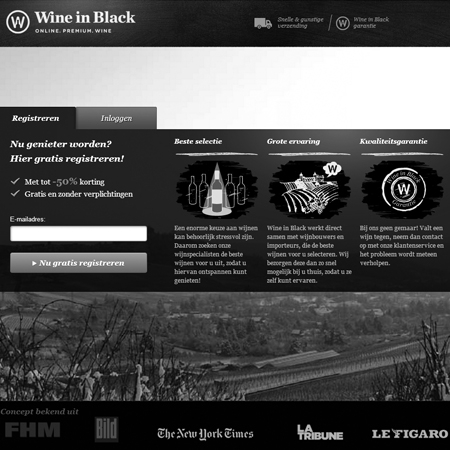 Wine in Black
ONLINE. PREMIUM. WINE
Snelle & gunstige
verzending
Wine in Black
garantie
Registreren
Inloggen
Nu genieter worden?
Hier gratis registreren!
Met tot -50% korting
Gratis en zonder verplichtingen
E-mailadres:
Nu gratis registreren
Beste selectie
Een enorme keuze aan wijnen
kan behoorlijk stressvol zijn.
Daarom zoeken onze
wijnspecialisten de beste
wijnen voor u uit, zodat u
hiervan ontspannen kunt
genieten!
Grote ervaring
Wine in Black werkt direct
samen met wijnbouwers en
importeurs, die de beste
wijnen voor u selecteren. Wij
bezorgen deze dan zo snel
mogelijk bij u thuis, zodat u ze
zelf kunt ervaren.
Kwaliteitsgarantie
Wine in Black
W
garantie
Bij ons geen gemaar! Valt een
wijn tegen, neem dan contact
op met onze klantenservice en
het probleem wordt meteen
verholpen.
Concept bekend uit
FHM
Bild
The New York Times
LA
TRIBUNE
LE FIGARO